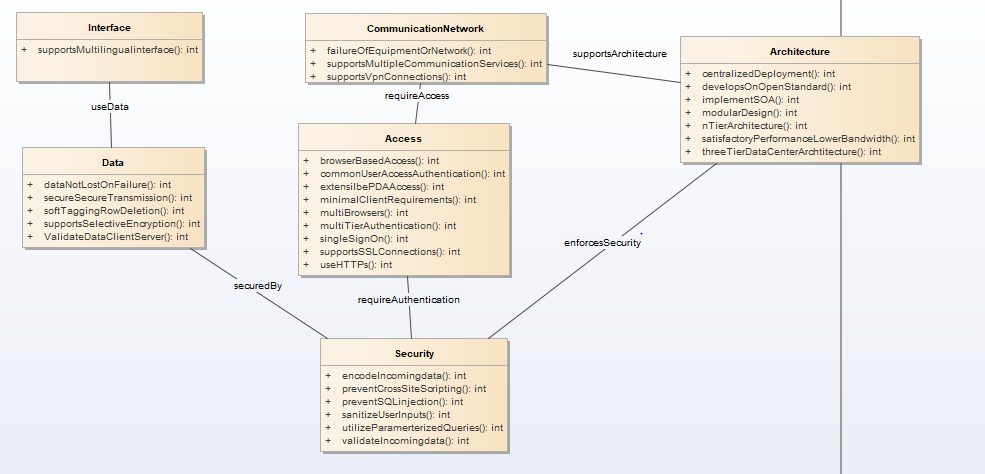 Interface
+ supportsMultilingualinterface(): int
useData
Data
+ dataNotLostOnFailure(): int
+ secureSecureTransmission(): int
+ softTaggingRowDeletion(): int
+ supportsSelectiveEncryption(): int
+ ValidateDataClientServer(): int
securedBy
CommunicationNetwork
+ failureOfEquipmentOrNetwork(): int
+ supportsMultipleCommunicationServices(): int
+ supportsVpnConnections(): int
requireAccess
Access
+ browserBasedAccess(): int
+ commonUserAccessAuthentication(): int
+ extensilbePDAAccess(): int
+ minimalClientRequirements(): int
+ multiBrowsers(): int
+ multiTierAuthentication(): int
+ singleSignOn(): int
+ supportsSSLConnections(): int
+ useHTTPs(): int
requireAuthentication
supportsArchitecture
Architecture
+ centralizedDeployment(): int
+ developsOnOpenStandard(): int
+ implementSOA(): int
+ modularDesign(): int
+ nTierArchitecture(): int
+ satisfactoryPerformanceLowerBandwidth(): int
+ threeTierDataCenterArchtitecture(): int
enforcesSecurity
Security
+ encodeIncomingdata(): int
+ preventCrossSiteScripting(): int
+ preventSQLinjection(): int
+ sanitizeUserInputs(): int
+ utilizeParamerterizedQueries(): int
+ validateIncomingdata(): int